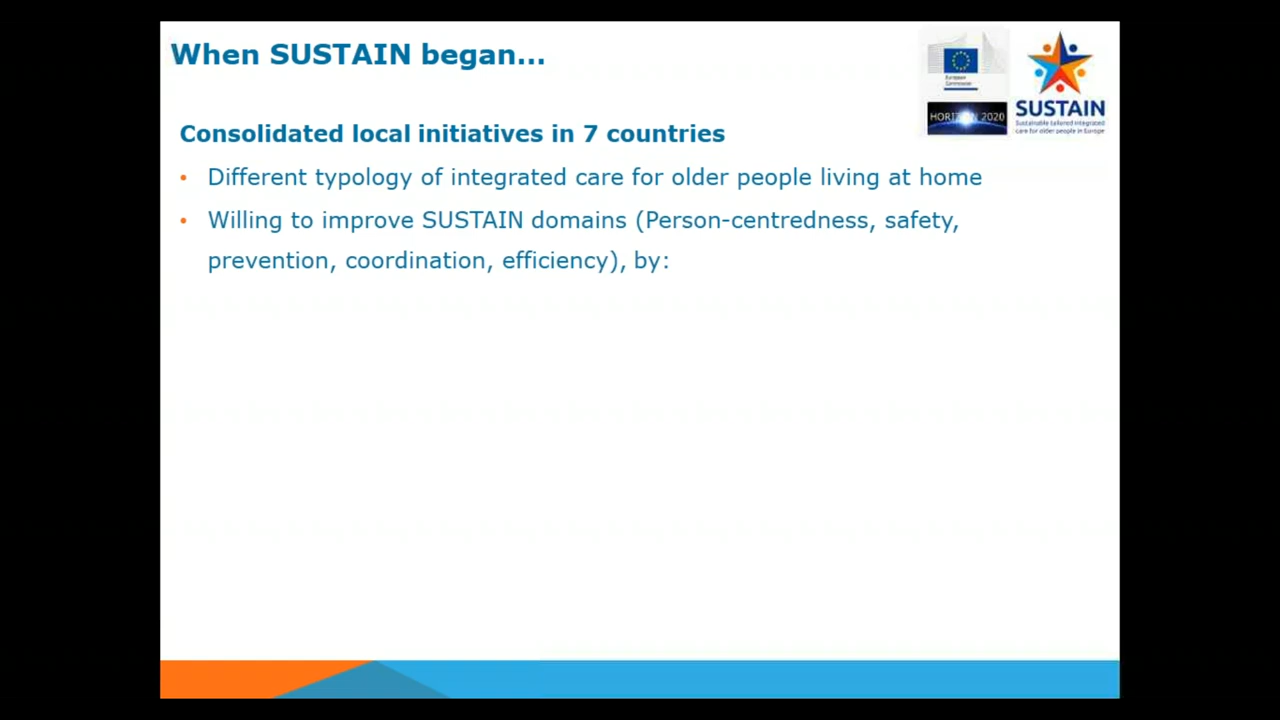 When SUSTAIN began...
European
Commission
HORIZON 2020
SUSTAIN
Sustainable tailored integrated
care for older people in Europe
Consolidated local initiatives in 7 countries
• Different typology of integrated care for older people living at home
• Willing to improve SUSTAIN domains (Person-centredness, safety,
prevention, coordination, efficiency), by: